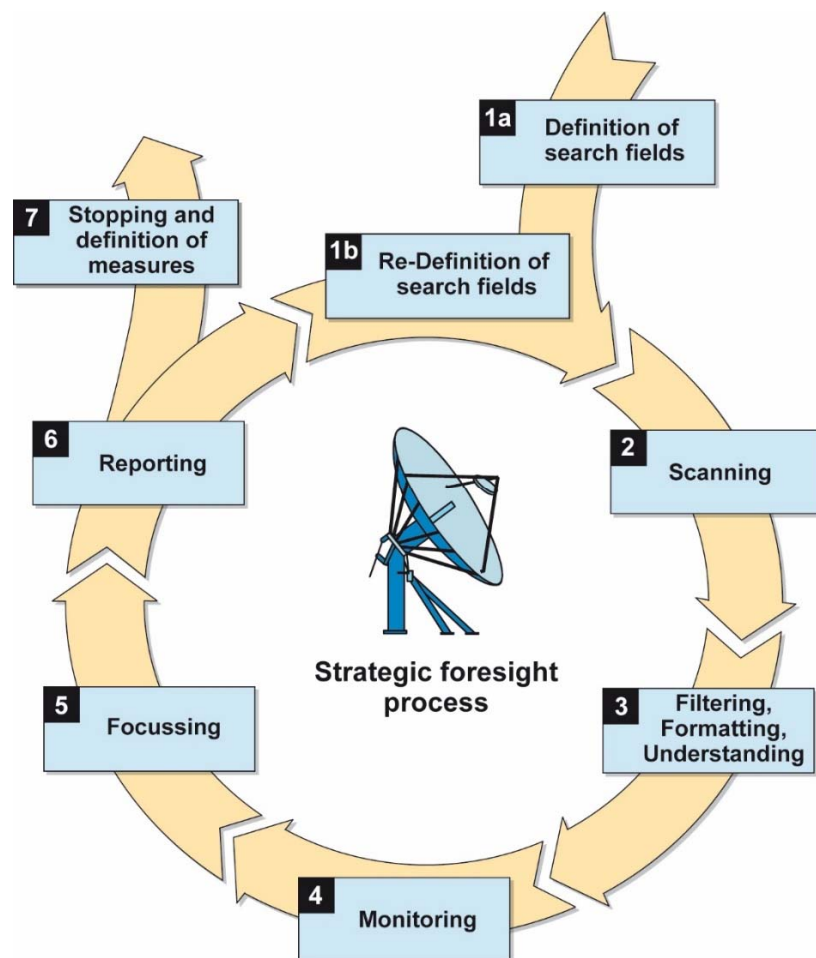 1a
Definition of
search fields
1b
Re-Definition of
search fields
2
Scanning
3
Filtering,
Formatting,
Understanding
4
Monitoring
5
Focussing
6
Reporting
7
Stopping and
definition of
measures
Strategic foresight
process